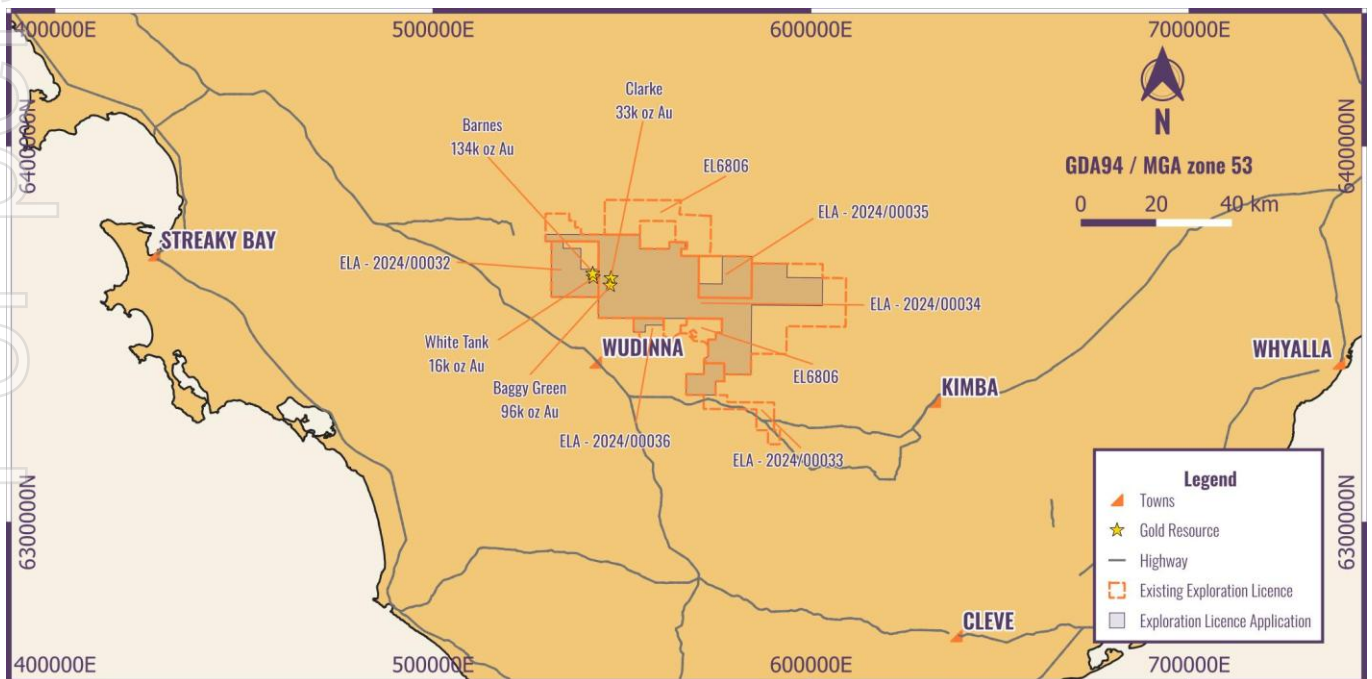 400000E
500000E
600000E
700000E
6400000N
6400000N
Clarke
33k oz Au
Barnes
134k oz Au
EL6806
N
GDA94 / MGA zone 53
0 20 40 km
STREAKY BAY
ELA - 2024/00032
ELA - 2024/00035
ELA - 2024/00034
White Tank
16k oz Au
WUDINNA
Baggy Green
96k oz Au
EL6806
KIMBA
WHYALLA
ELA - 2024/00036
ELA - 2024/00033
6300000N
6300000N
Legend
Towns
Gold Resource
Highway
Existing Exploration Licence
Exploration Licence Application
CLEVE
400000E
500000E
600000E
700000E